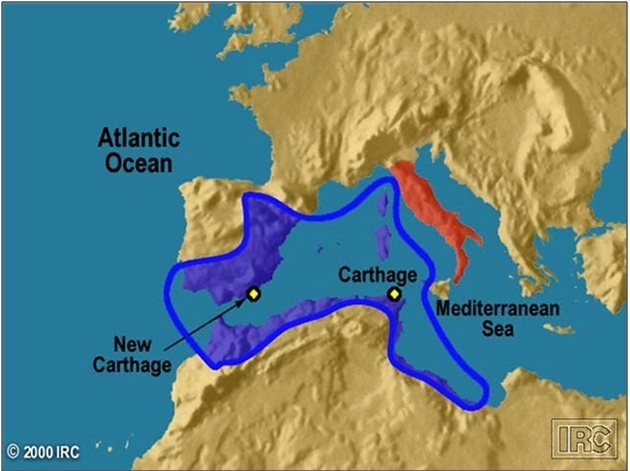 Atlantic
Ocean
Carthage
Mediterranean
Sea
New
Carthage
IRC
© 2000 IRC